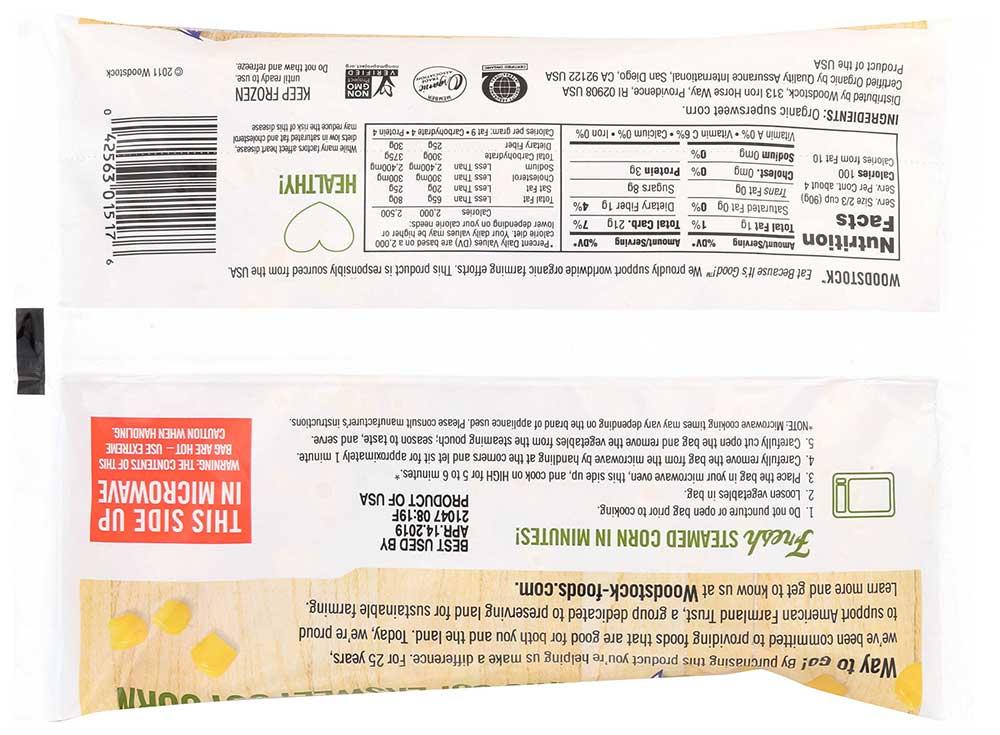 Way to GO! By purchasing this product you're helping us make a difference. For 25 years,
we've been committed to providing foods that are good for both you and the land. Today, we're proud
to support American Farmland Trust, a group dedicated to preserving land for sustainable farming.
Learn more and get to know us at Woodstock-foods.com.
Fresh STEAMED CORN IN MINUTES!
1. Do not puncture or open bag prior to cooking.
2. Loosen vegetables in bag.
3. Place the bag in your microwave oven, this side up, and cook on HIGH for 5 to 6 minutes.*
4. Carefully remove the bag from the microwave by handling at the corners and let sit for approximately 1 minute.
5. Carefully cut open the bag and remove the vegetables from the steaming pouch; season to taste, and serve.
*NOTE: Microwave cooking times may vary depending on the brand of appliance used. Please consult manufacturer's instructions.
BEST USED BY
APR.14.2019
21047 08:19F
PRODUCT OF USA
THIS SIDE UP
IN MICROWAVE
WARNING: THE CONTENTS OF THIS
BAG ARE HOT – USE EXTREME
CAUTION WHEN HANDLING.
WOODSTOCK™ Eat Because It's Good!™ We proudly support worldwide organic farming efforts. This product is responsibly sourced from the USA.
Nutrition
Facts
Serv. Size 2/3 cup (90g)
Serv. Per Cont. about 4
Calories 100
Calories from Fat 10
Amount/Serving %DV*
Total Fat 1g 1%
Saturated Fat 0g 0%
Trans Fat 0g
Cholest. 0mg 0%
Sodium 0mg 0%
Amount/Serving %DV*
Total Carb. 21g 7%
Dietary Fiber 1g 4%
Sugars 8g
Protein 3g
Vitamin A 0% • Vitamin C 6% • Calcium 0% • Iron 0%
*Percent Daily Values (DV) are based on a 2,000
calorie diet. Your daily values may be higher or
lower depending on your calorie needs:
Calories 2,000 2,500
Total Fat Less Than 65g 80g
Sat Fat Less Than 20g 25g
Cholesterol Less Than 300mg 300mg
Sodium Less Than 2,400mg 2,400mg
Total Carbohydrate 300g 375g
Dietary Fiber 25g 30g
Calories per gram: Fat 9 • Carbohydrate 4 • Protein 4
INGREDIENTS: Organic supersweet corn.
Distributed by Woodstock, 313 Iron Horse Way, Providence, RI 02908 USA
Certified Organic by Quality Assurance International, San Diego, CA 92122 USA
Product of the USA
CERTIFIED ORGANIC
MEMBER
Organic
TRADE
ASSOCIATION
NON
GMO
Project
VERIFIED
nongmoproject.org
HEALTHY!
While many factors affect heart disease,
diets low in saturated fat and cholesterol
may reduce the risk of this disease
KEEP FROZEN
until ready to use.
Do not thaw and refreeze.
0 42563 01517 6
© 2011 Woodstock